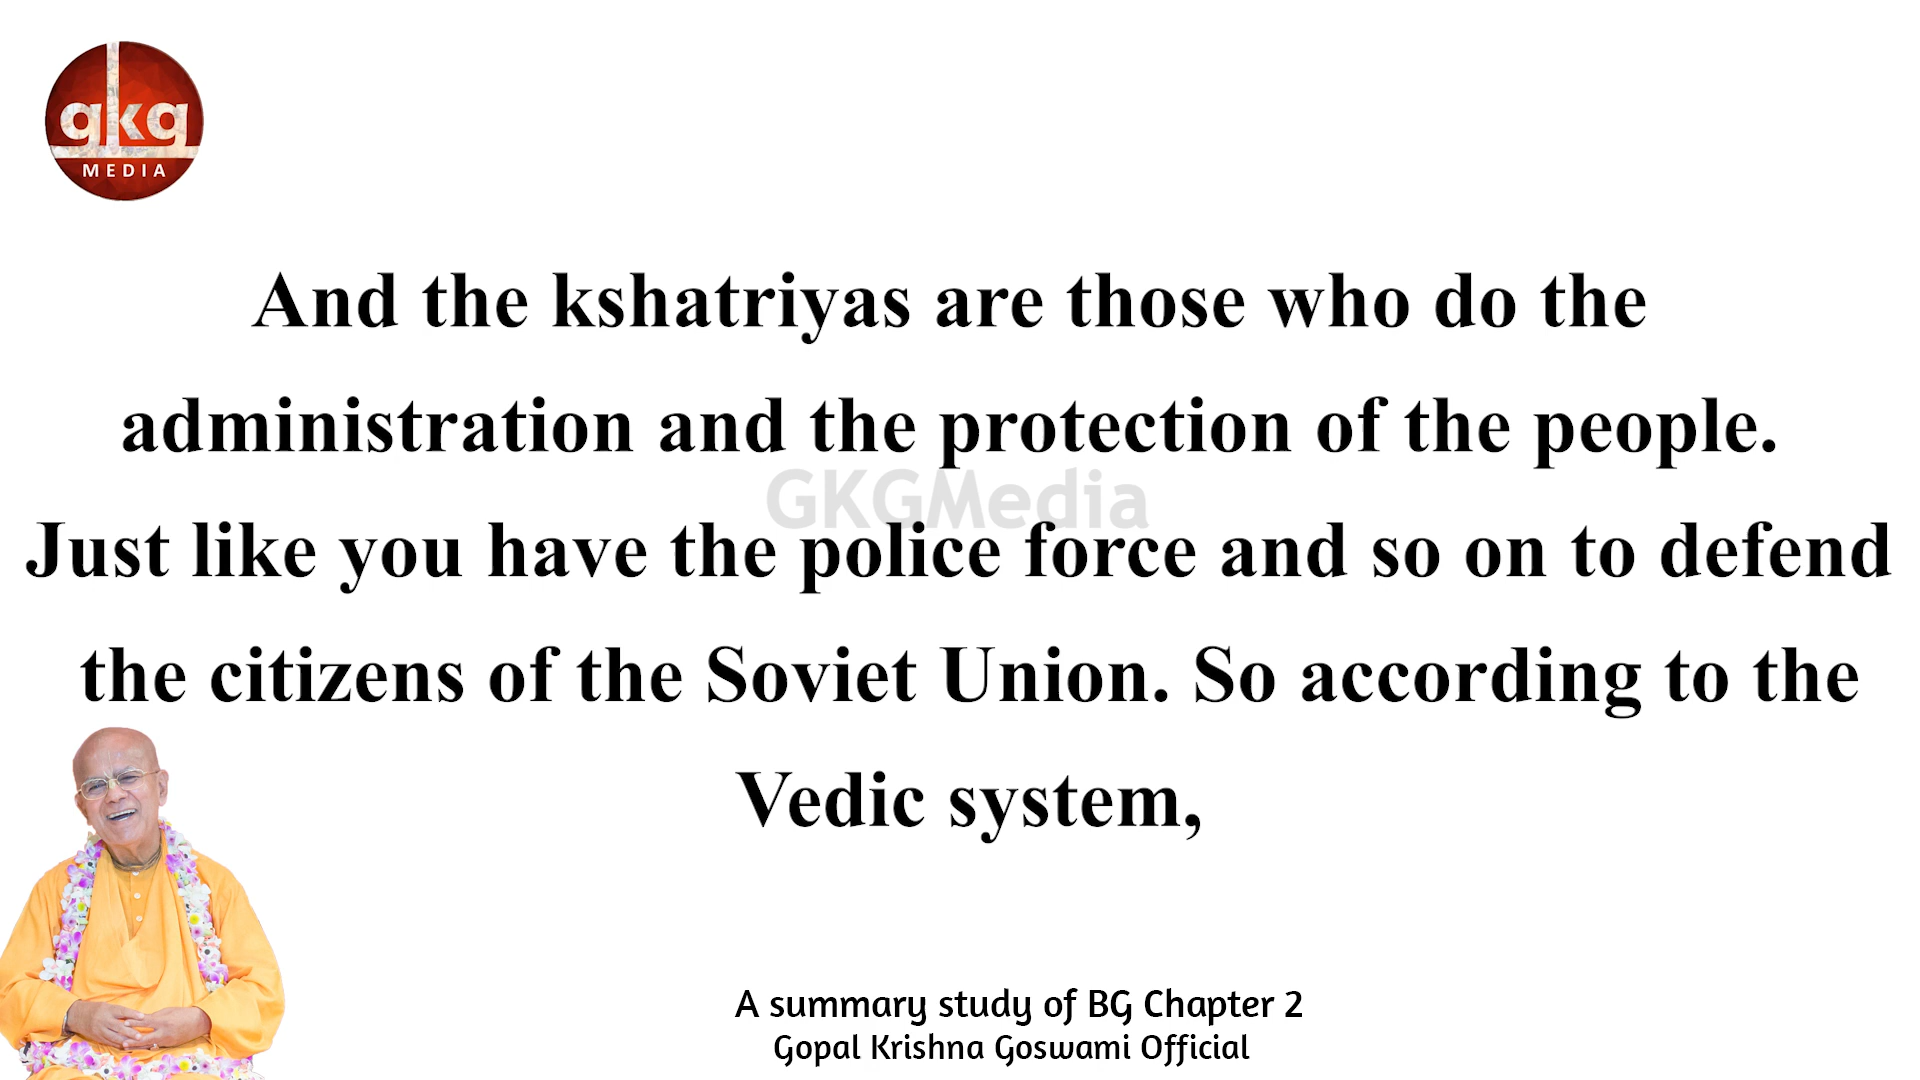 gkg
MEDIA
And the kshatriyas are those who do the
administration and the protection of the people.
GKGMedia
Just like you have the police force and so on to defend
the citizens of the Soviet Union. So according to the
Vedic system,
A summary study of BG Chapter 2
Gopal Krishna Goswami Official